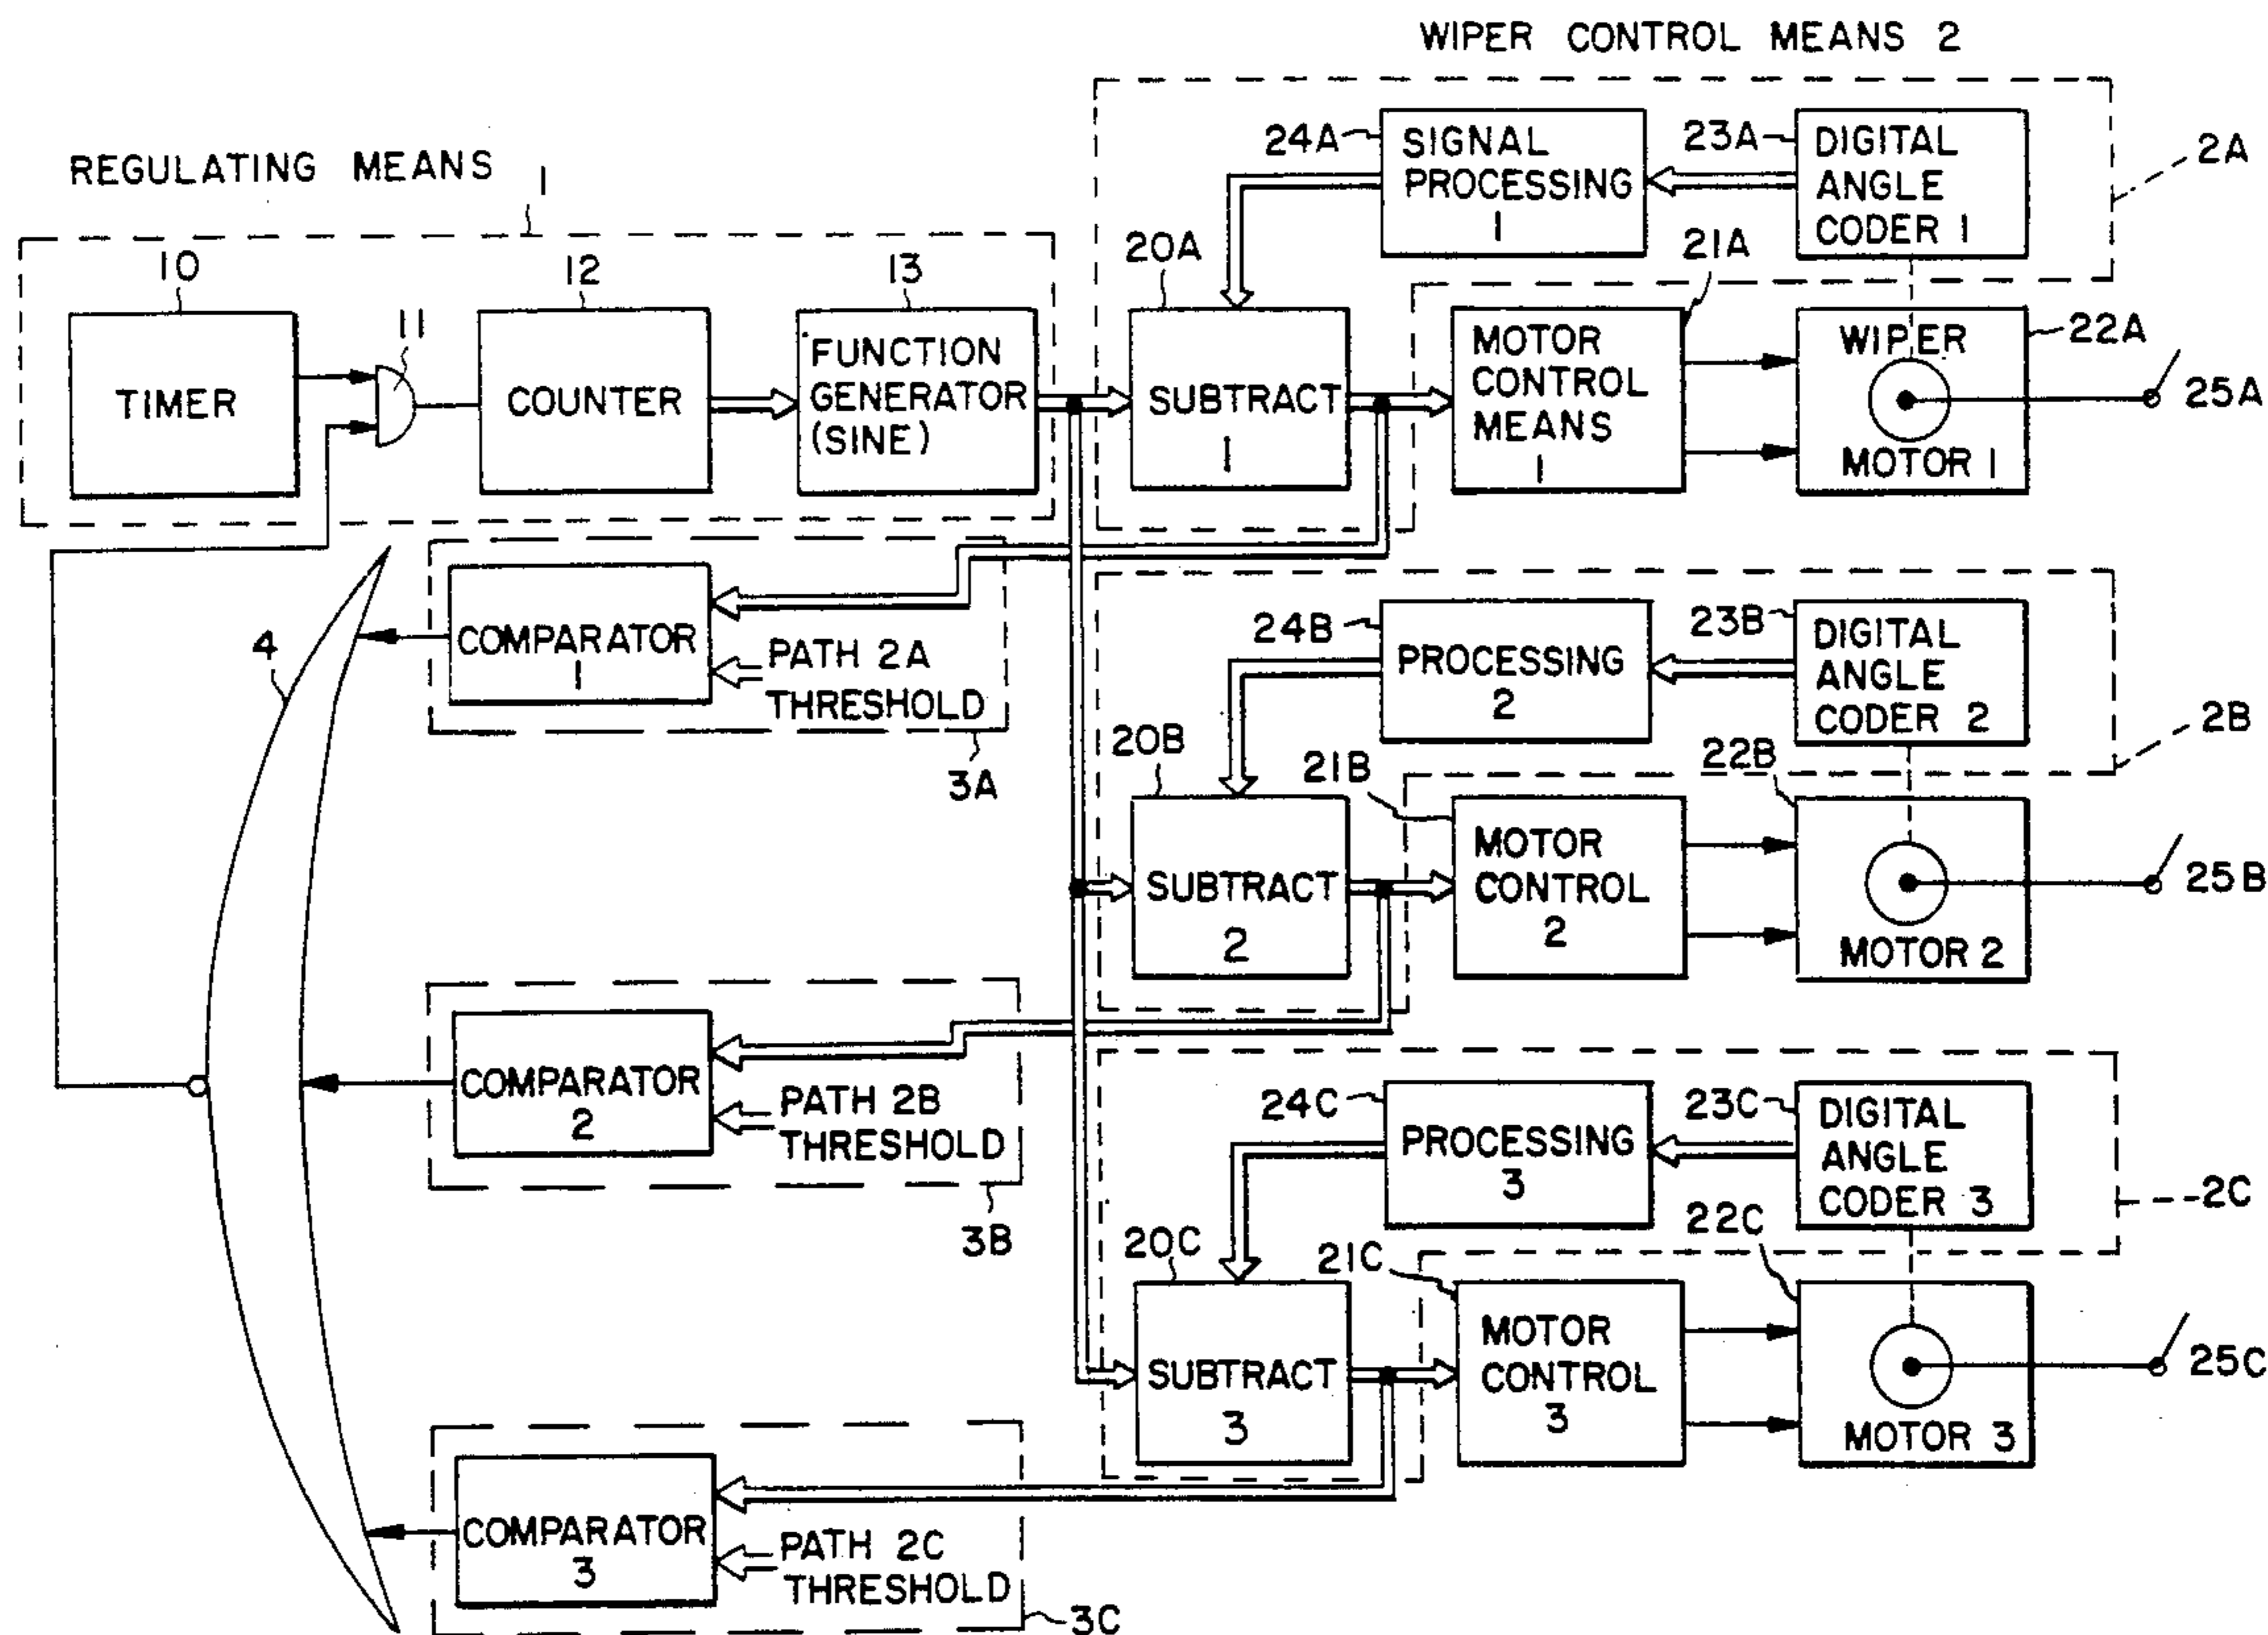 WIPER CONTROL MEANS 2
REGULATING MEANS 1
10
TIMER
11
12
COUNTER
13
FUNCTION
GENERATOR
(SINE)
24A
SIGNAL
PROCESSING
1
23A
DIGITAL
ANGLE
CODER 1
2A
20A
SUBTRACT
1
21A
MOTOR
CONTROL
MEANS
1
WIPER
MOTOR 1
22A
25A
4
COMPARATOR
1
PATH 2A
THRESHOLD
3A
24B
PROCESSING
2
23B
DIGITAL
ANGLE
CODER 2
2B
20B
SUBTRACT
2
21B
MOTOR
CONTROL
2
22B
MOTOR 2
25B
COMPARATOR
2
PATH 2B
THRESHOLD
3B
24C
PROCESSING
3
23C
DIGITAL
ANGLE
CODER 3
2C
20C
SUBTRACT
3
21C
MOTOR
CONTROL
3
22C
MOTOR 3
25C
COMPARATOR
3
PATH 2C
THRESHOLD
3C